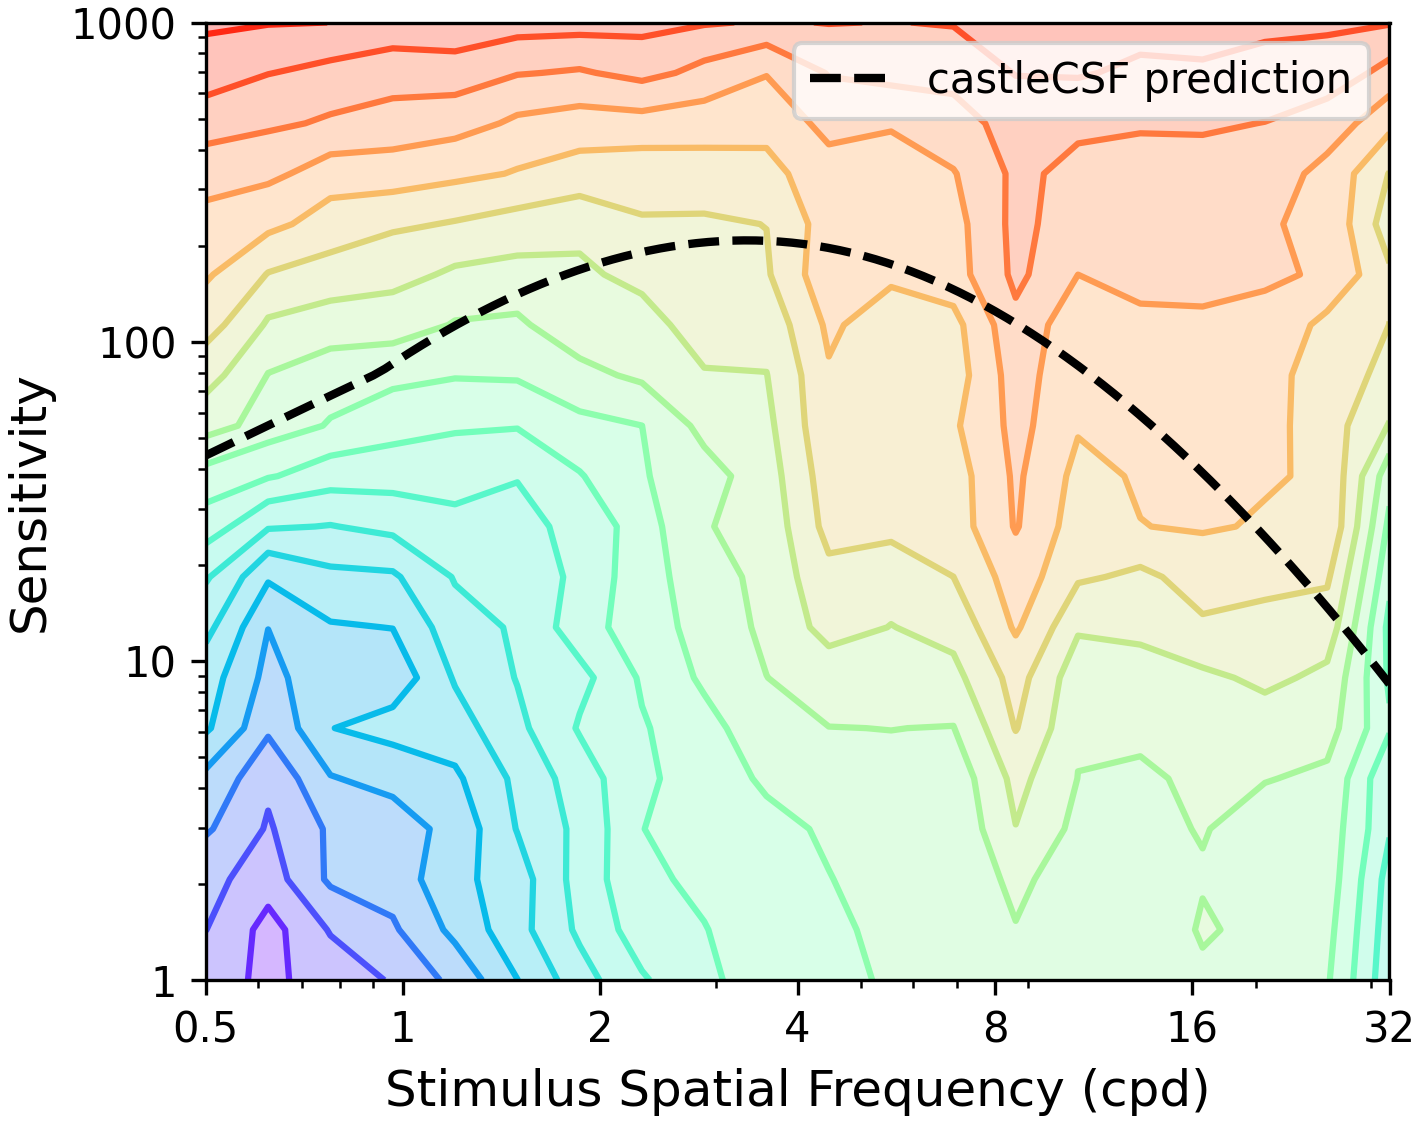 1000
castleCSF prediction
100
Sensitivity
10
1
0.5 1 2 4 8 16 32
Stimulus Spatial Frequency (cpd)